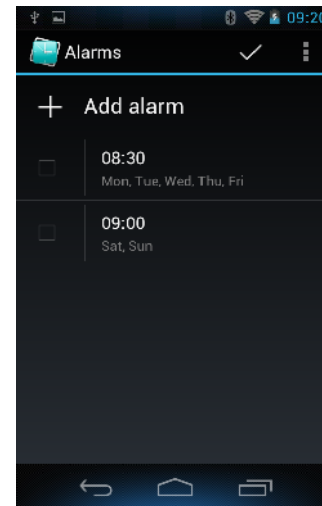 09:20
Alarms
Add alarm
08:30
Mon, Tue, Wed, Thu, Fri
09:00
Sat, Sun